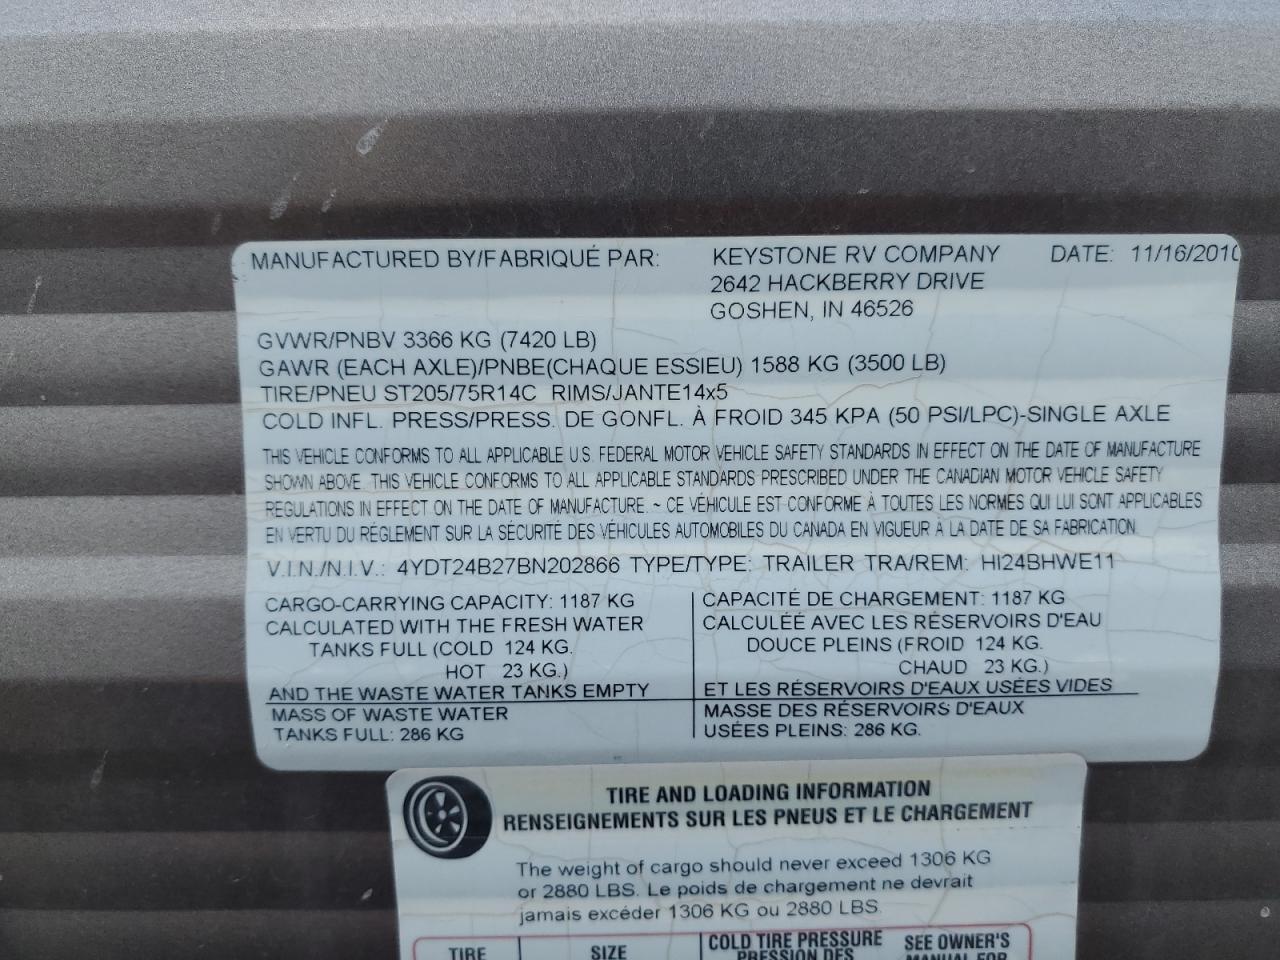 MANUFACTURED BY/FABRIQUÉ PAR: KEYSTONE RV COMPANY DATE: 11/16/2010
2642 HACKBERRY DRIVE
GOSHEN, IN 46526
GVWR/PNBV 3366 KG (7420 LB)
GAWR (EACH AXLE)/PNBE(CHAQUE ESSIEU) 1588 KG (3500 LB)
TIRE/PNEU ST205/75R14C RIMS/JANTE14x5
COLD INFL. PRESS/PRESS. DE GONFL. À FROID 345 KPA (50 PSI/LPC)-SINGLE AXLE
THIS VEHICLE CONFORMS TO ALL APPLICABLE U.S. FEDERAL MOTOR VEHICLE SAFETY STANDARDS IN EFFECT ON THE DATE OF MANUFACTURE
SHOWN ABOVE. THIS VEHICLE CONFORMS TO ALL APPLICABLE STANDARDS PRESCRIBED UNDER THE CANADIAN MOTOR VEHICLE SAFETY
REGULATIONS IN EFFECT ON THE DATE OF MANUFACTURE. ~ CE VÉHICULE EST CONFORME À TOUTES LES NORMES QUI LUI SONT APPLICABLES
EN VERTU DU RÉGLEMENT SUR LA SÉCURITÉ DES VÉHICULES AUTOMOBILES DU CANADA EN VIGUEUR À LA DATE DE SA FABRICATION
V.I.N./N.I.V.: 4YDT24B27BN202866 TYPE/TYPE: TRAILER TRA/REM: HI24BHWE11
CARGO-CARRYING CAPACITY: 1187 KG
CALCULATED WITH THE FRESH WATER
TANKS FULL (COLD 124 KG.
HOT 23 KG.)
AND THE WASTE WATER TANKS EMPTY
MASS OF WASTE WATER
TANKS FULL: 286 KG
CAPACITÉ DE CHARGEMENT: 1187 KG
CALCULÉE AVEC LES RÉSERVOIRS D'EAU
DOUCE PLEINS (FROID 124 KG.
CHAUD 23 KG.)
ET LES RÉSERVOIRS D'EAUX USÉES VIDES
MASSE DES RÉSERVOIRS D'EAUX
USÉES PLEINS: 286 KG.
TIRE AND LOADING INFORMATION
RENSEIGNEMENTS SUR LES PNEUS ET LE CHARGEMENT
The weight of cargo should never exceed 1306 KG
or 2880 LBS. Le poids de chargement ne devrait
jamais excéder 1306 KG ou 2880 LBS.
TIRE SIZE COLD TIRE PRESSURE SEE OWNER'S
PRESSION DES MANUAL FOR